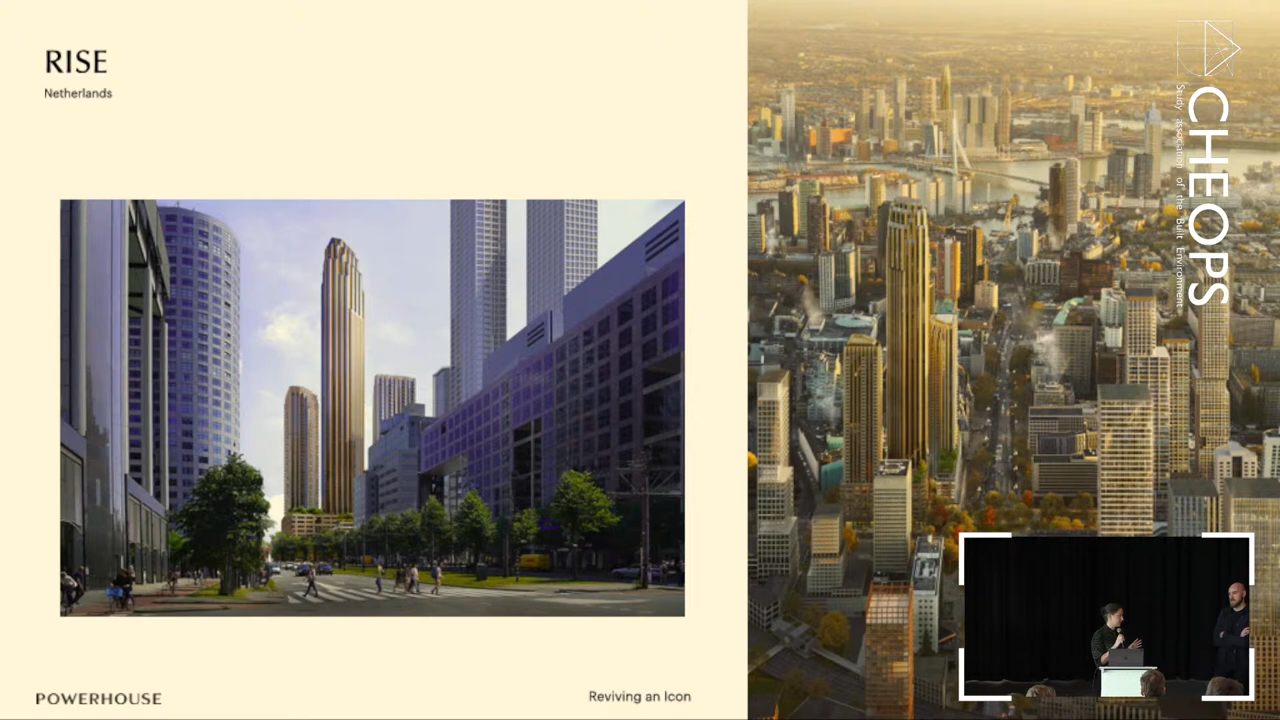 RISE
Netherlands
POWERHOUSE
Reviving an Icon
CHEOPS
Study association of the Built Environment